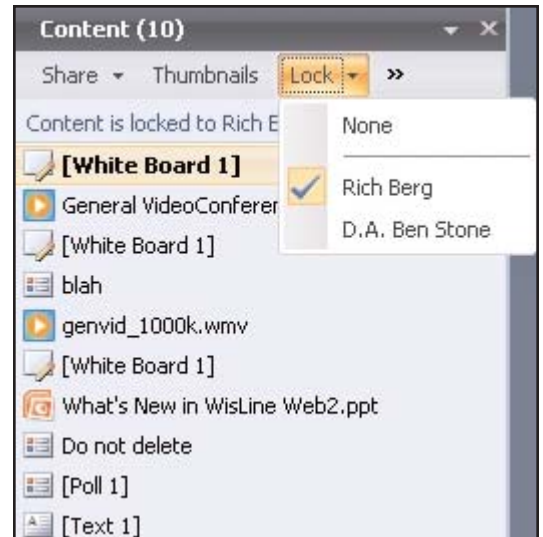 Content (10)
Share Thumbnails Lock »
Content is locked to Rich
None
Rich Berg
D.A. Ben Stone
[White Board 1]
General
[White Board 1]
blah
genvid_1000k.wmv
[White Board 1]
What's New in WisLine Web2.ppt
Do not delete
[Poll 1]
[Text 1]